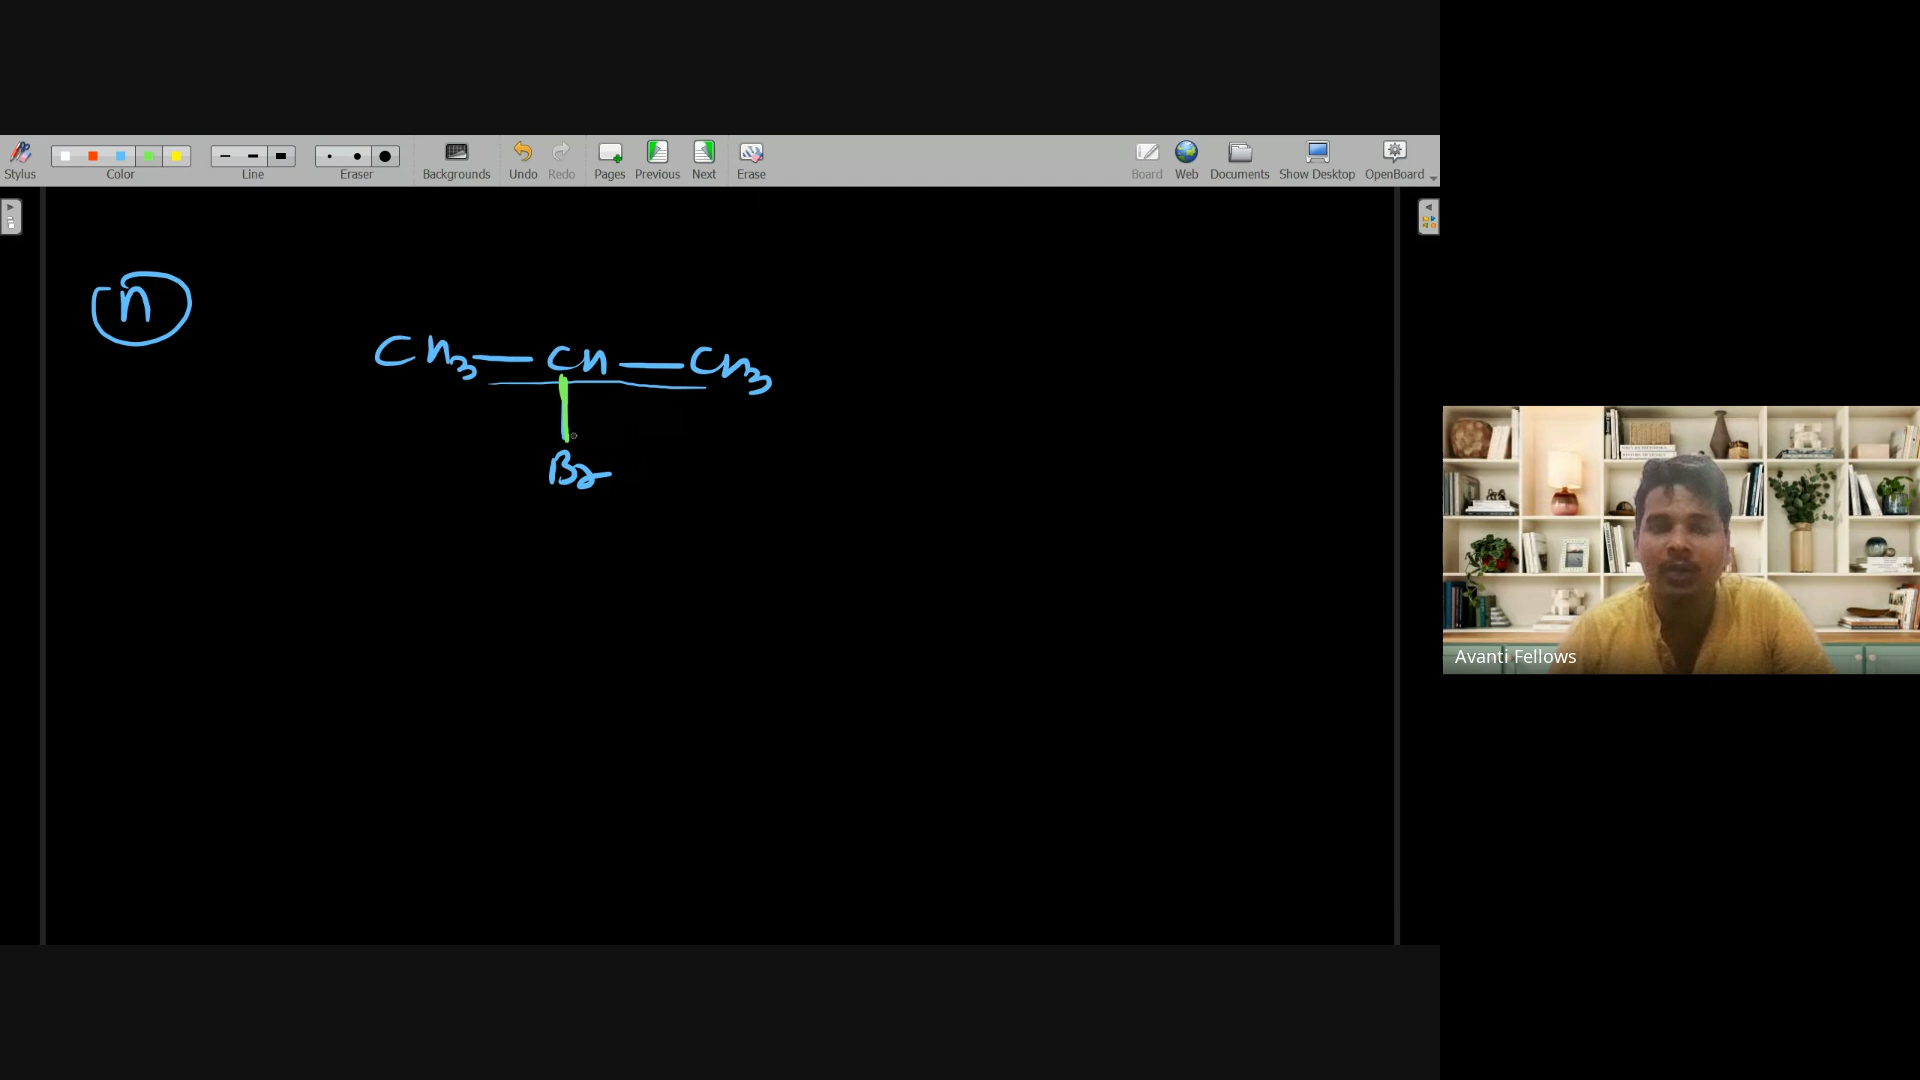 Stylus
Color
Line
Eraser
Backgrounds
Undo
Redo
Pages
Previous
Next
Erase
Board
Web
Documents
Show Desktop
OpenBoard
n
CH3—CH—CH3
Br
Avanti Fellows